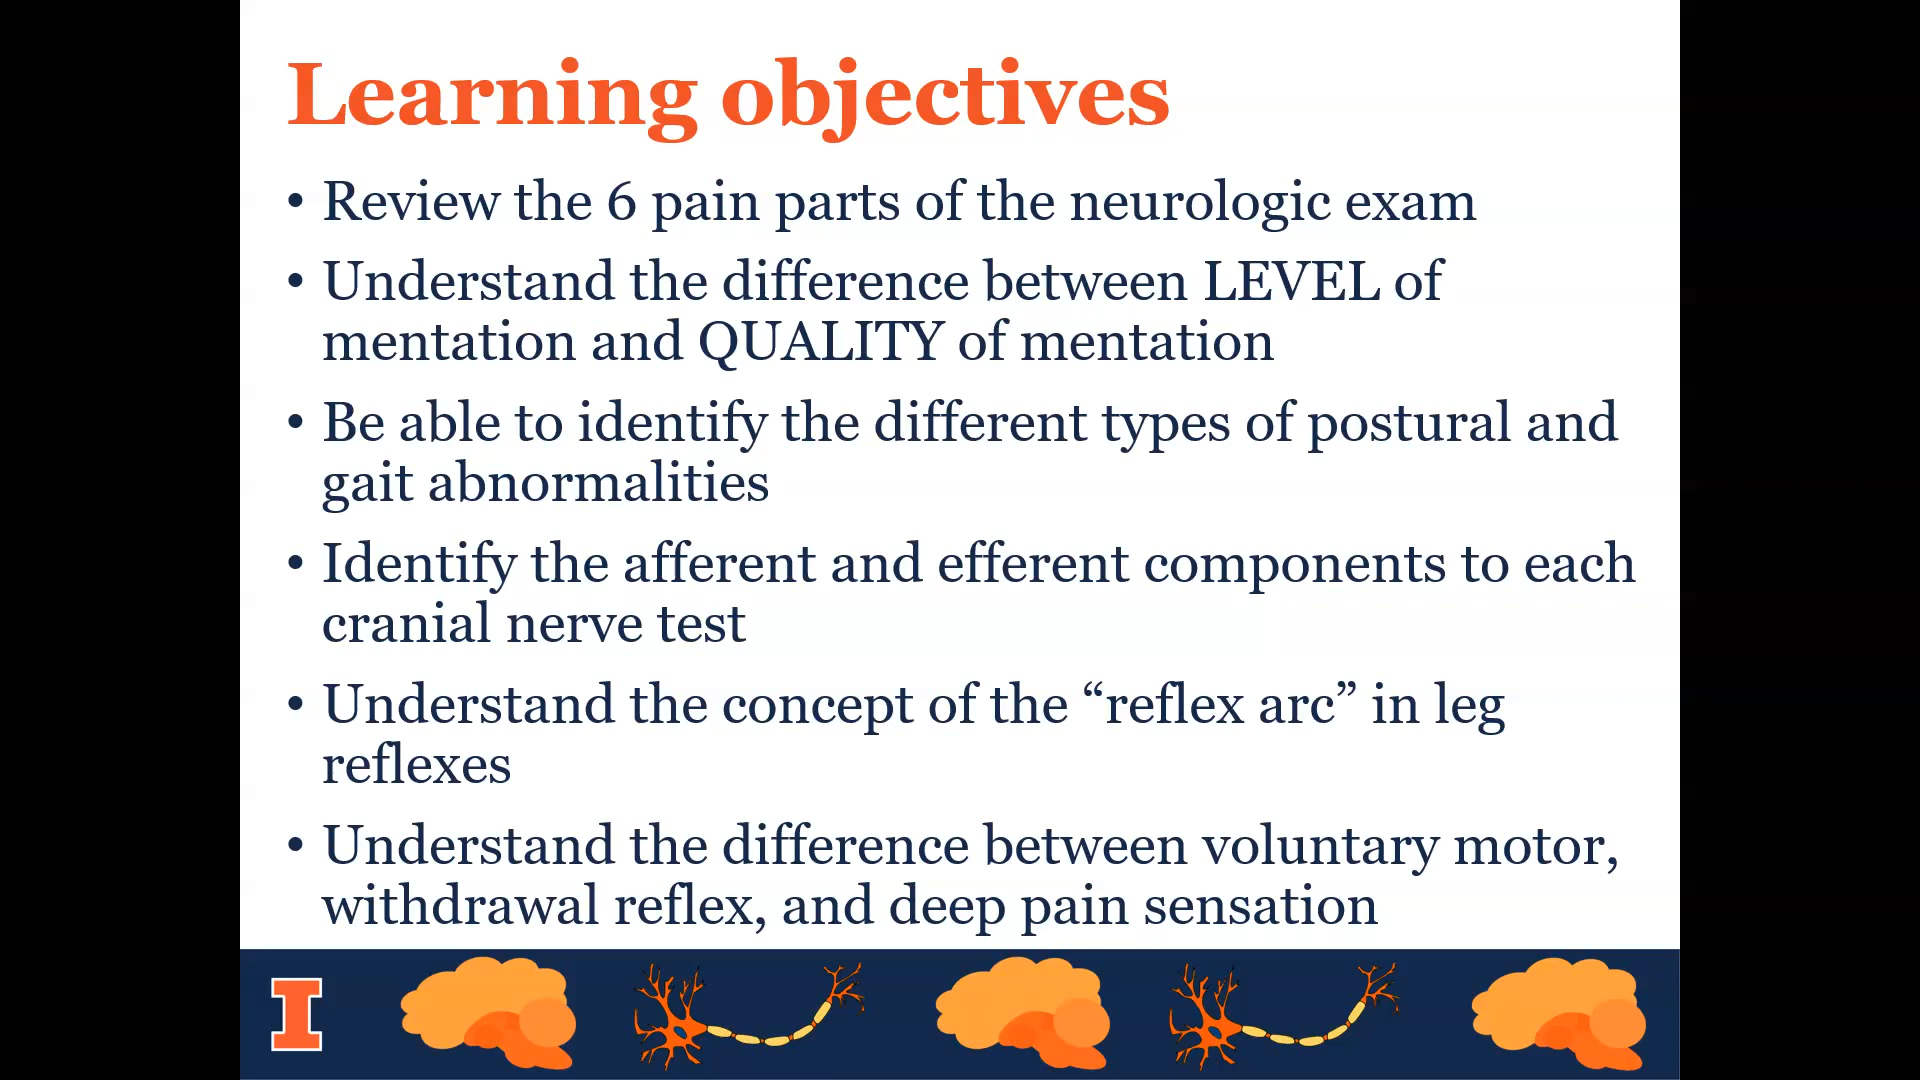 Learning objectives
• Review the 6 pain parts of the neurologic exam
• Understand the difference between LEVEL of
mentation and QUALITY of mentation
• Be able to identify the different types of postural and
gait abnormalities
• Identify the afferent and efferent components to each
cranial nerve test
• Understand the concept of the “reflex arc” in leg
reflexes
• Understand the difference between voluntary motor,
withdrawal reflex, and deep pain sensation
I